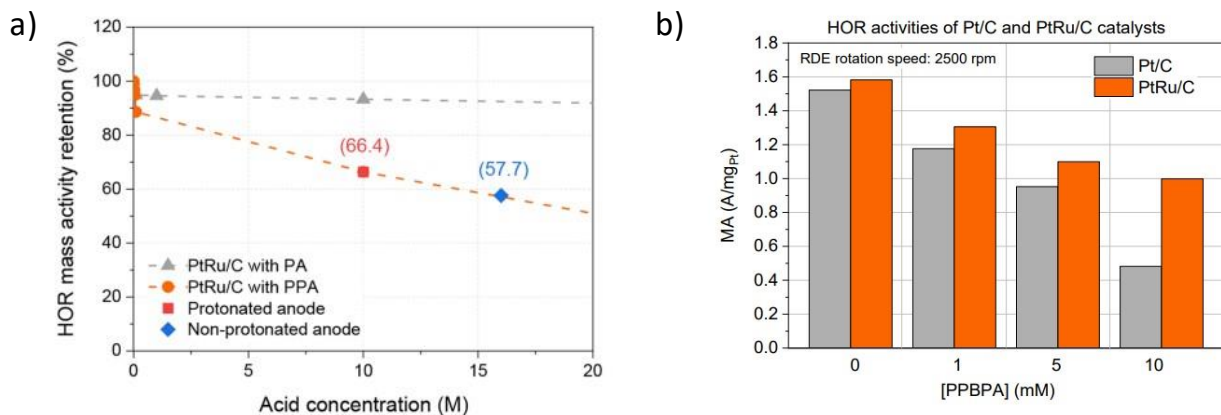 a)
HOR mass activity retention (%)
120
100
80
60
40
20
0
(66.4)
(57.7)
PtRu/C with PA
PtRu/C with PPA
Protonated anode
Non-protonated anode
0 5 10 15 20
Acid concentration (M)
b)
HOR activities of Pt/C and PtRu/C catalysts
RDE rotation speed: 2500 rpm
Pt/C
PtRu/C
MA (A/mgPt)
1.8
1.6
1.4
1.2
1.0
0.8
0.6
0.4
0.2
0.0
0 1 5 10
[PPBPA] (mM)